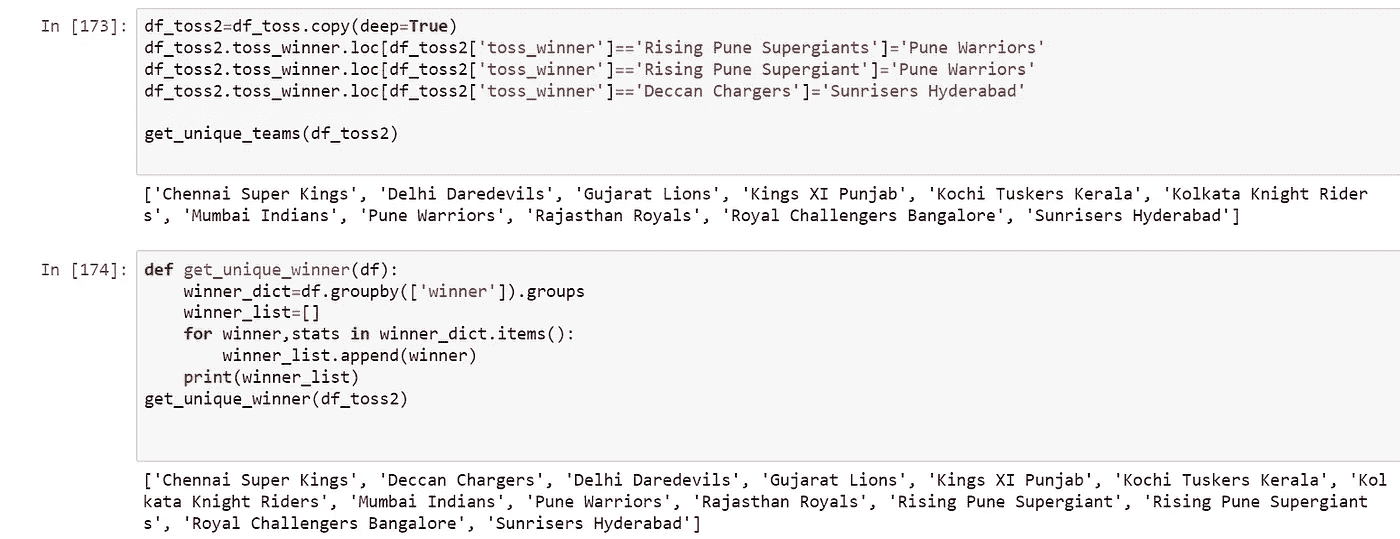 In [173]: df_toss2=df_toss.copy(deep=True)
df_toss2.toss_winner.loc[df_toss2['toss_winner']=='Rising Pune Supergiants']='Pune Warriors'
df_toss2.toss_winner.loc[df_toss2['toss_winner']=='Rising Pune Supergiant']='Pune Warriors'
df_toss2.toss_winner.loc[df_toss2['toss_winner']=='Deccan Chargers']='Sunrisers Hyderabad'
get_unique_teams(df_toss2)
['Chennai Super Kings', 'Delhi Daredevils', 'Gujarat Lions', 'Kings XI Punjab', 'Kochi Tuskers Kerala', 'Kolkata Knight Rider
s', 'Mumbai Indians', 'Pune Warriors', 'Rajasthan Royals', 'Royal Challengers Bangalore', 'Sunrisers Hyderabad']
In [174]: def get_unique_winner(df):
    winner_dict=df.groupby(['winner']).groups
    winner_list=[]
    for winner,stats in winner_dict.items():
        winner_list.append(winner)
    print(winner_list)
get_unique_winner(df_toss2)
['Chennai Super Kings', 'Deccan Chargers', 'Delhi Daredevils', 'Gujarat Lions', 'Kings XI Punjab', 'Kochi Tuskers Kerala', 'Kol
kata Knight Riders', 'Mumbai Indians', 'Pune Warriors', 'Rajasthan Royals', 'Rising Pune Supergiant', 'Rising Pune Supergiant
s', 'Royal Challengers Bangalore', 'Sunrisers Hyderabad']